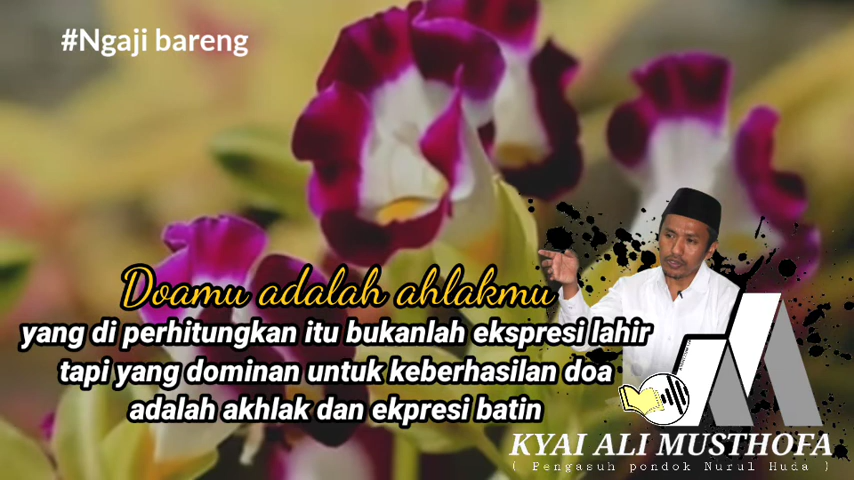 #Ngaji bareng
Doamu adalah ahlakmu
yang di perhitungkan itu bukanlah ekspresi lahir
tapi yang dominan untuk keberhasilan doa
adalah akhlak dan ekpresi batin
KYAI ALI MUSTHOFA
( Pengasuh pondok Nurul Huda )